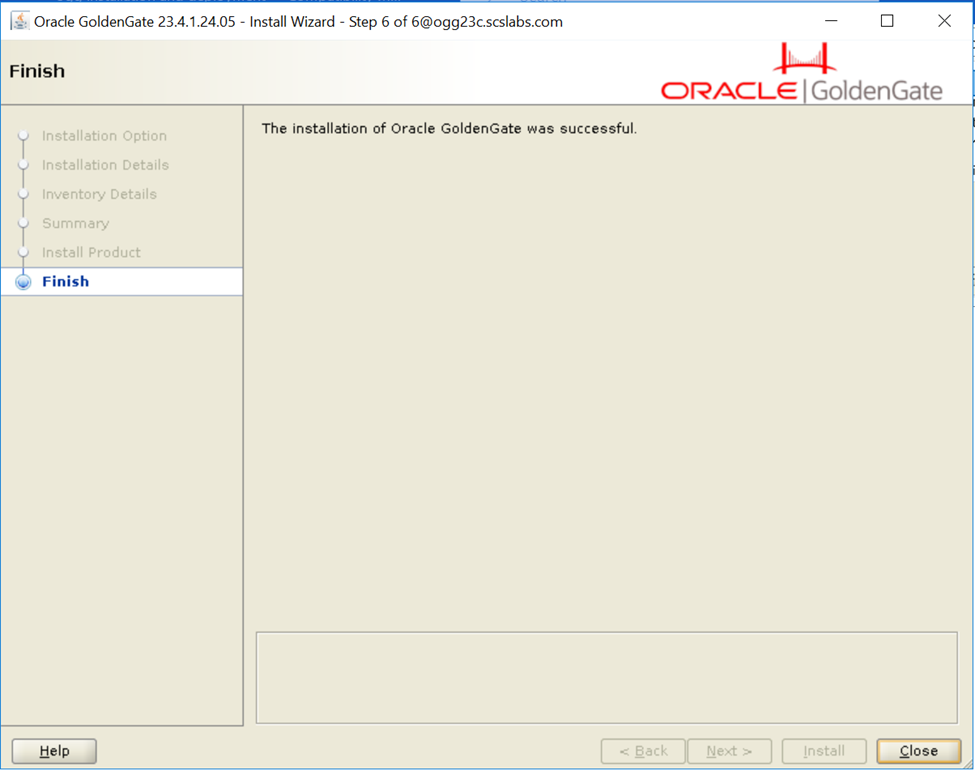 Oracle GoldenGate 23.4.1.24.05 - Install Wizard - Step 6 of 6@ogg23c.scslabs.com
Finish
ORACLE | GoldenGate
Installation Option
Installation Details
Inventory Details
Summary
Install Product
Finish
The installation of Oracle GoldenGate was successful.
Help
< Back
Next >
Install
Close